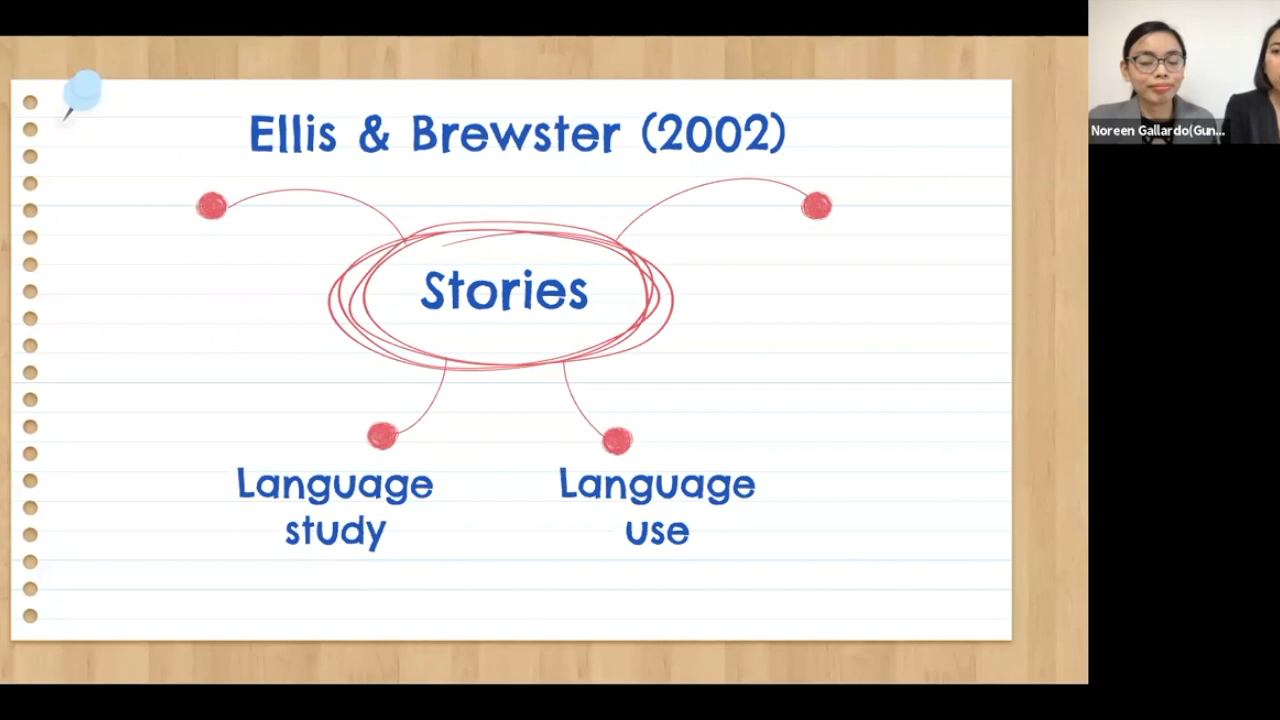 Ellis & Brewster (2002)
Noreen Gallardo(Gun...
Stories
Language
study
Language
use